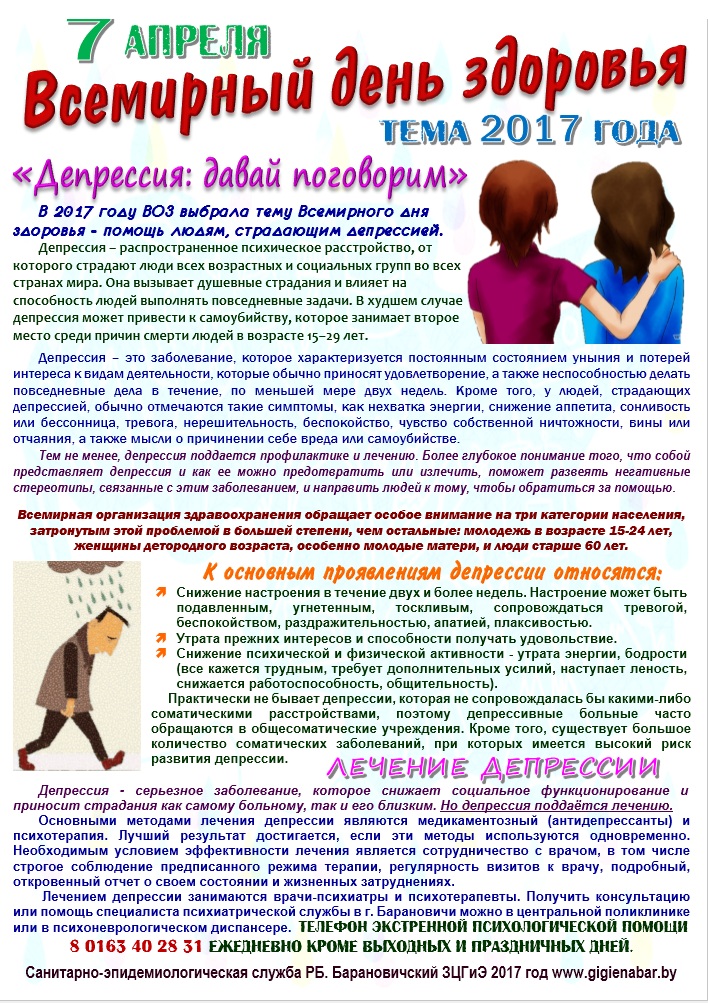 7 АПРЕЛЯ
Всемирный день здоровья
ТЕМА 2017 ГОДА
«Депрессия: давай поговорим»
В 2017 году ВОЗ выбрала тему Всемирного дня
здоровья - помощь людям, страдающим депрессией.
Депрессия – распространенное психическое расстройство, от
которого страдают люди всех возрастных и социальных групп во всех
странах мира. Она вызывает душевные страдания и влияет на
способность людей выполнять повседневные задачи. В худшем случае
депрессия может привести к самоубийству, которое занимает второе
место среди причин смерти людей в возрасте 15–29 лет.
Депрессия – это заболевание, которое характеризуется постоянным состоянием уныния и потерей
интереса к видам деятельности, которые обычно приносят удовлетворение, а также неспособностью делать
повседневные дела в течение, по меньшей мере двух недель. Кроме того, у людей, страдающих
депрессией, обычно отмечаются такие симптомы, как нехватка энергии, снижение аппетита, сонливость
или бессонница, тревога, нерешительность, беспокойство, чувство собственной ничтожности, вины или
отчаяния, а также мысли о причинении себе вреда или самоубийстве.
Тем не менее, депрессия поддается профилактике и лечению. Более глубокое понимание того, что собой
представляет депрессия и как ее можно предотвратить или излечить, поможет развеять негативные
стереотипы, связанные с этим заболеванием, и направить людей к тому, чтобы обратиться за помощью.
Всемирная организация здравоохранения обращает особое внимание на три категории населения,
затронутым этой проблемой в большей степени, чем остальные: молодежь в возрасте 15-24 лет,
женщины детородного возраста, особенно молодые матери, и люди старше 60 лет.
К основным проявлениям депрессии относятся:
Снижение настроения в течение двух и более недель. Настроение может быть
подавленным, угнетенным, тоскливым, сопровождаться тревогой,
беспокойством, раздражительностью, апатией, плаксивостью.
Утрата прежних интересов и способности получать удовольствие.
Снижение психической и физической активности - утрата энергии, бодрости
(все кажется трудным, требует дополнительных усилий, наступает леность,
снижается работоспособность, общительность).
Практически не бывает депрессии, которая не сопровождалась бы какими-либо
соматическими расстройствами, поэтому депрессивные больные часто
обращаются в общесоматические учреждения. Кроме того, существует большое
количество соматических заболеваний, при которых имеется высокий риск
развития депрессии.
ЛЕЧЕНИЕ ДЕПРЕССИИ
Депрессия - серьезное заболевание, которое снижает социальное функционирование и
приносит страдания как самому больному, так и его близким. Но депрессия поддаётся лечению.
Основными методами лечения депрессии являются медикаментозный (антидепрессанты) и
психотерапия. Лучший результат достигается, если эти методы используются одновременно.
Необходимым условием эффективности лечения является сотрудничество с врачом, в том числе
строгое соблюдение предписанного режима терапии, регулярность визитов к врачу, подробный,
откровенный отчет о своем состоянии и жизненных затруднениях.
Лечением депрессии занимаются врачи-психиатры и психотерапевты. Получить консультацию
или помощь специалиста психиатрической службы в г. Барановичи можно в центральной поликлинике
или в психоневрологическом диспансере. ТЕЛЕФОН ЭКСТРЕННОЙ ПСИХОЛОГИЧЕСКОЙ ПОМОЩИ
8 0163 40 28 31 ЕЖЕДНЕВНО КРОМЕ ВЫХОДНЫХ И ПРАЗДНИЧНЫХ ДНЕЙ.
Санитарно-эпидемиологическая служба РБ. Барановичский ЗЦГиЭ 2017 год www.gigienabar.by